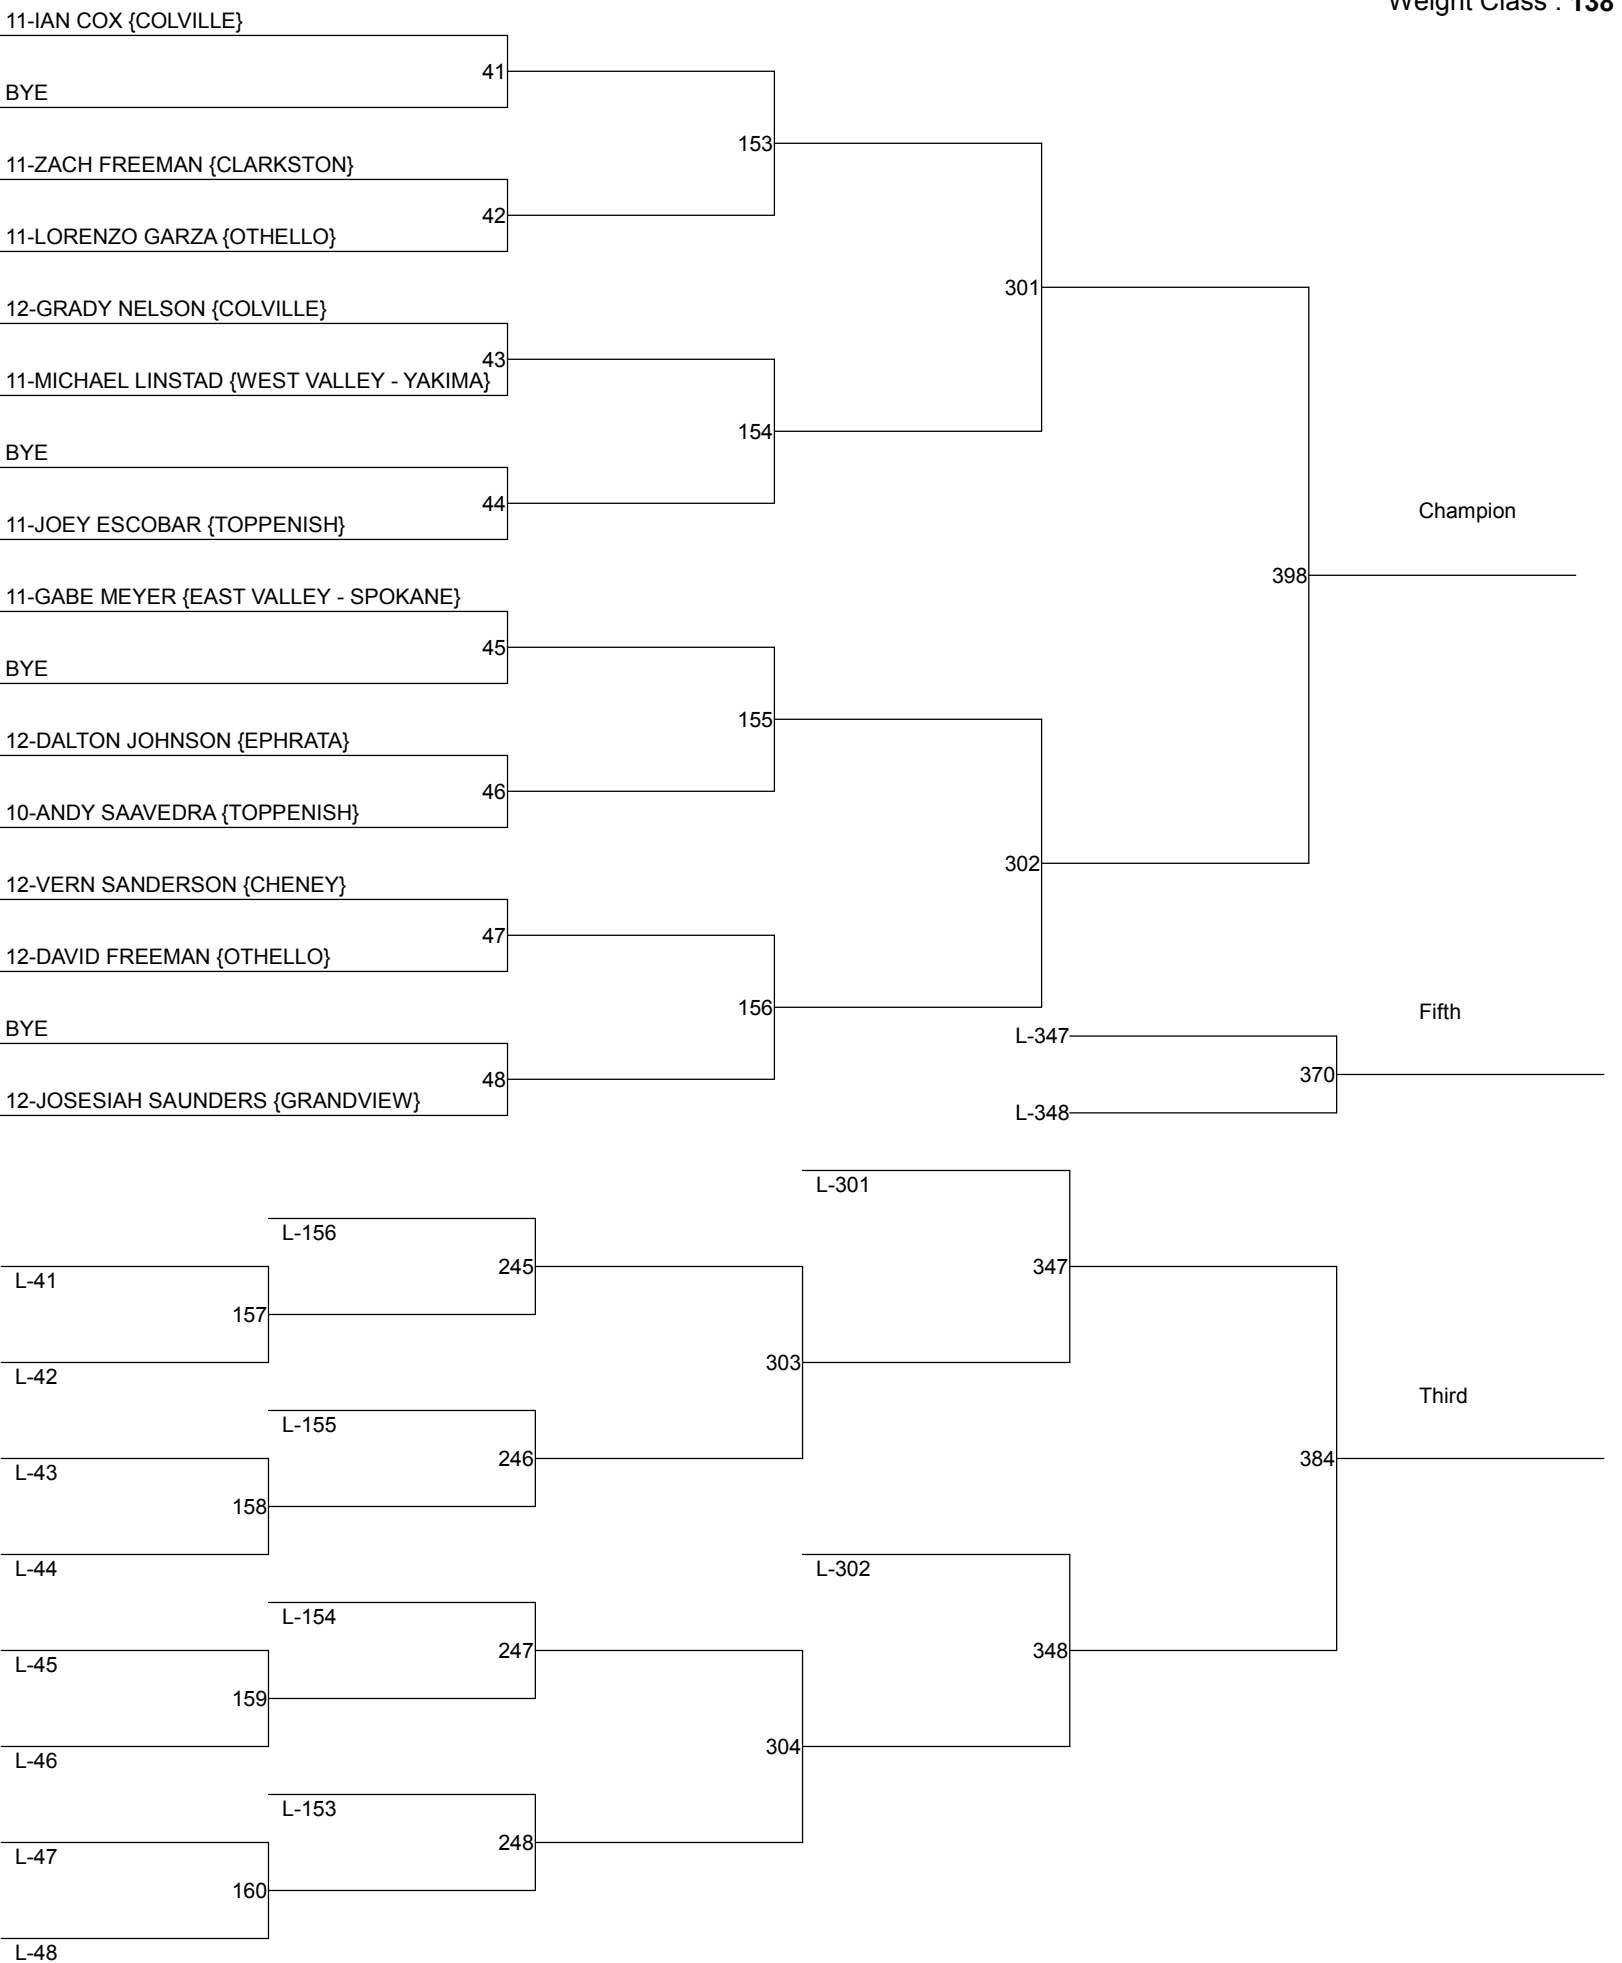 Weight Class : 138
11-IAN COX {COLVILLE}
41
BYE
153
11-ZACH FREEMAN {CLARKSTON}
42
11-LORENZO GARZA {OTHELLO}
301
12-GRADY NELSON {COLVILLE}
43
11-MICHAEL LINSTAD {WEST VALLEY - YAKIMA}
154
BYE
44
11-JOEY ESCOBAR {TOPPENISH}
Champion
398
11-GABE MEYER {EAST VALLEY - SPOKANE}
45
BYE
155
12-DALTON JOHNSON {EPHRATA}
46
10-ANDY SAAVEDRA {TOPPENISH}
302
12-VERN SANDERSON {CHENEY}
47
12-DAVID FREEMAN {OTHELLO}
156
BYE
48
12-JOSESIAH SAUNDERS {GRANDVIEW}
Fifth
L-347
370
L-348
L-301
L-156
245
347
L-41
157
303
L-42
Third
L-155
246
384
L-43
158
L-44
L-302
L-154
247
348
L-45
159
304
L-46
L-153
248
L-47
160
L-48